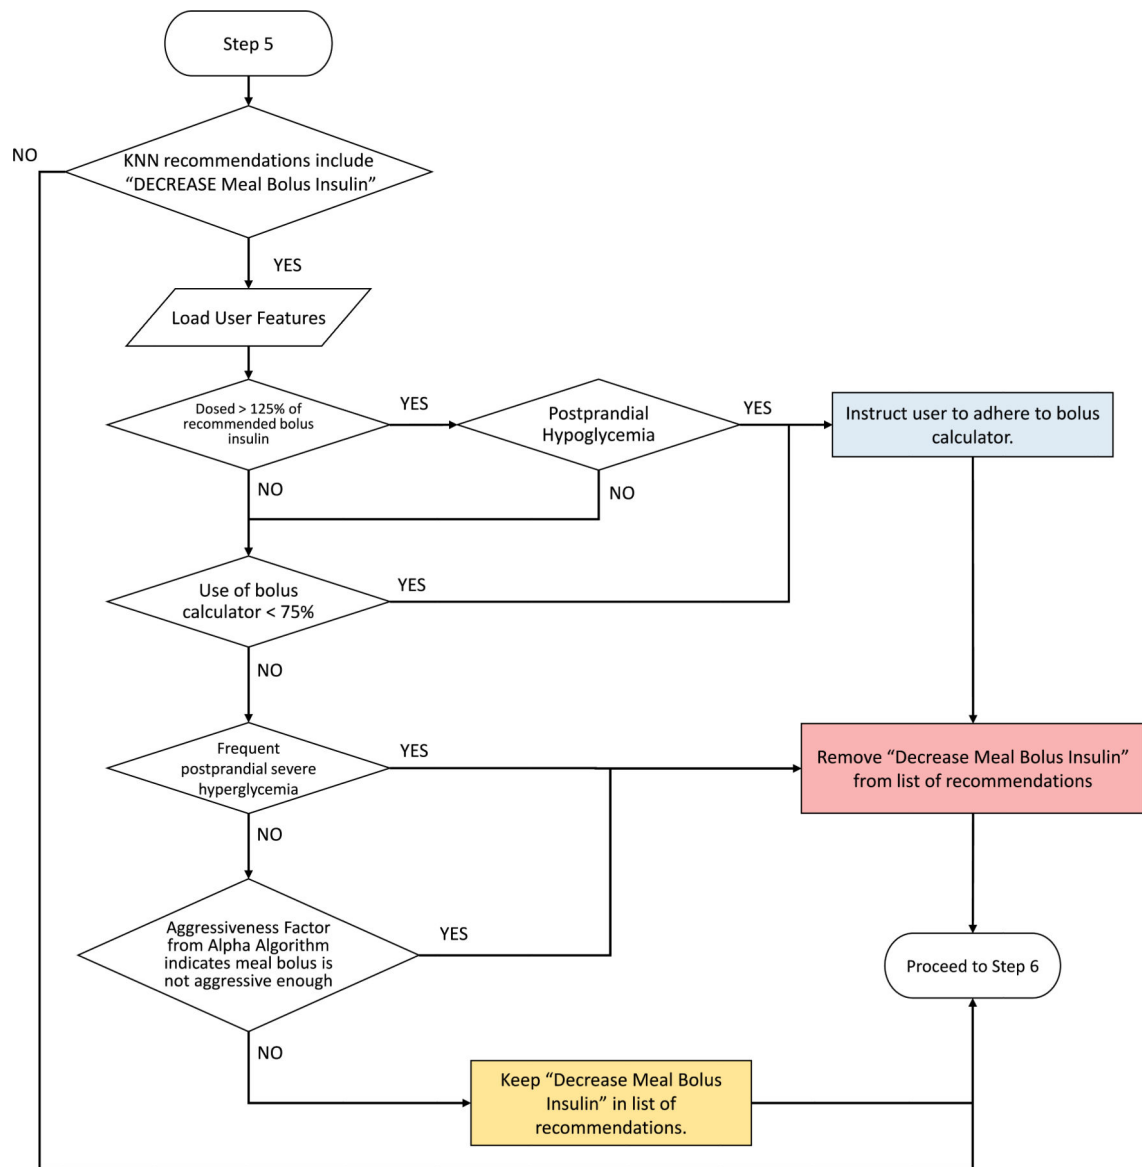 Step 5
NO
KNN recommendations include
“DECREASE Meal Bolus Insulin”
YES
Load User Features
Dosed > 125% of
recommended bolus
insulin
YES
Postprandial
Hypoglycemia
YES
Instruct user to adhere to bolus
calculator.
NO
NO
Use of bolus
calculator < 75%
YES
NO
Frequent
postprandial severe
hyperglycemia
YES
Remove “Decrease Meal Bolus Insulin”
from list of recommendations
NO
Aggressiveness Factor
from Alpha Algorithm
indicates meal bolus is
not aggressive enough
YES
Proceed to Step 6
NO
Keep “Decrease Meal Bolus
Insulin” in list of
recommendations.